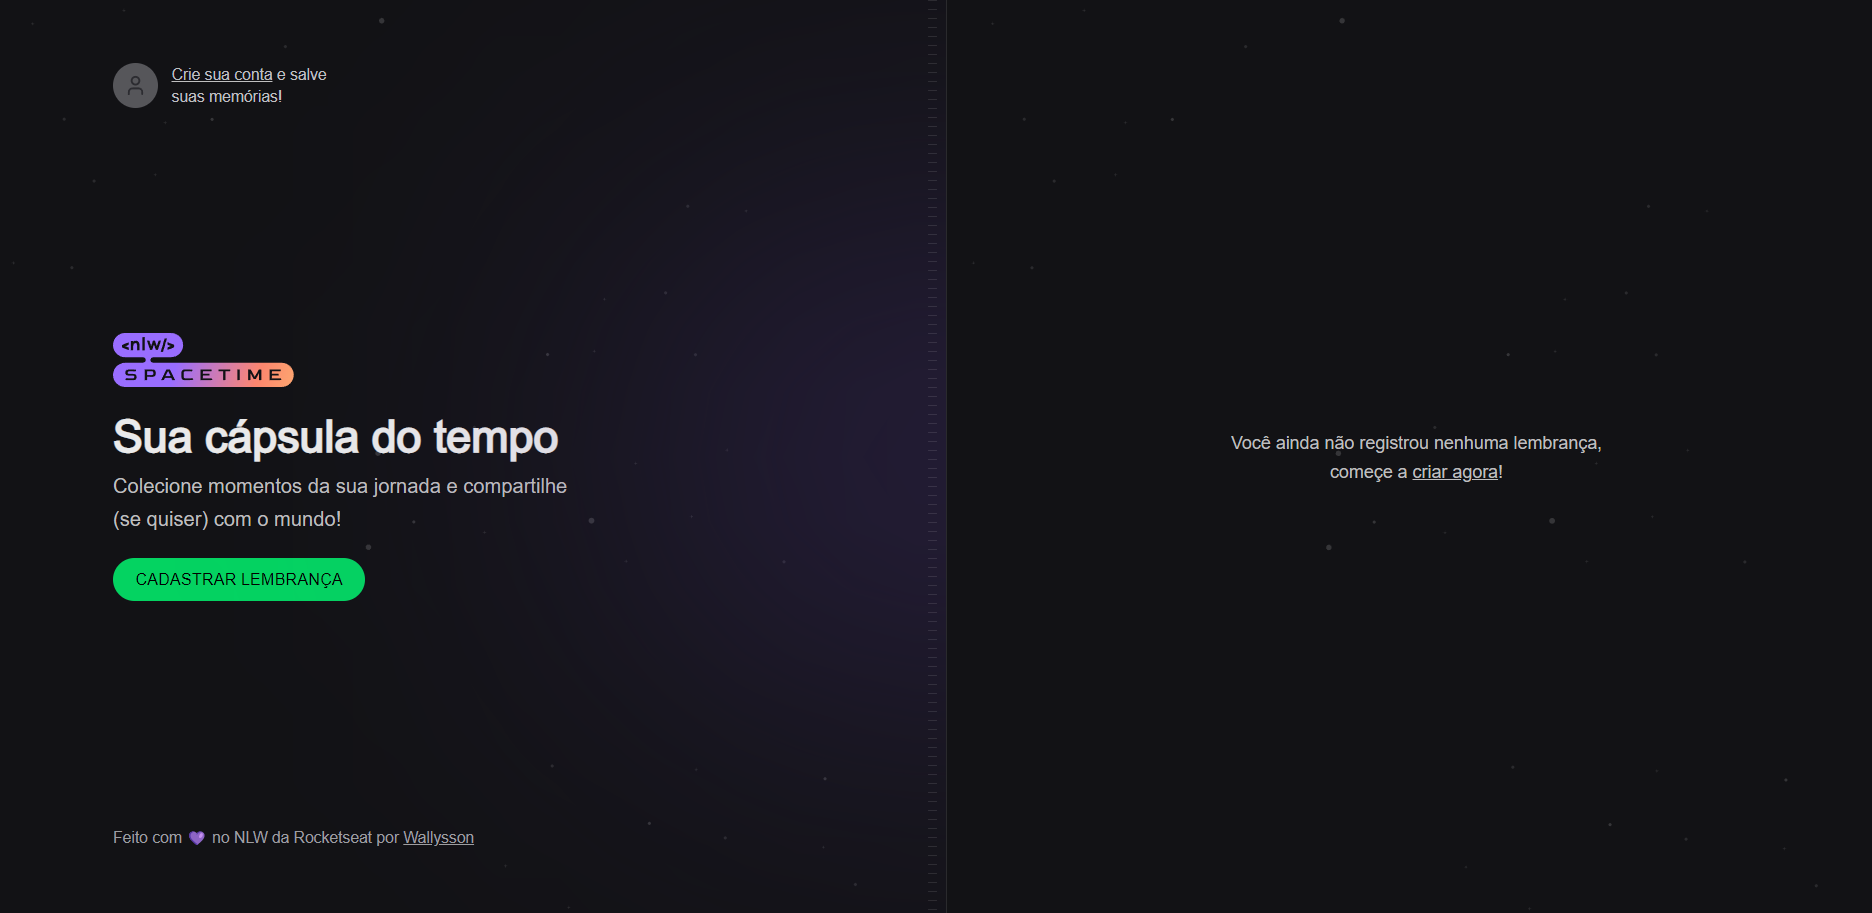 Crie sua conta e salve
suas memórias!
<nlw/>
SPACETIME
Sua cápsula do tempo
Colecione momentos da sua jornada e compartilhe
(se quiser) com o mundo!
CADASTRAR LEMBRANÇA
Feito com 💜 no NLW da Rocketseat por Wallysson
Você ainda não registrou nenhuma lembrança,
começe a criar agora!